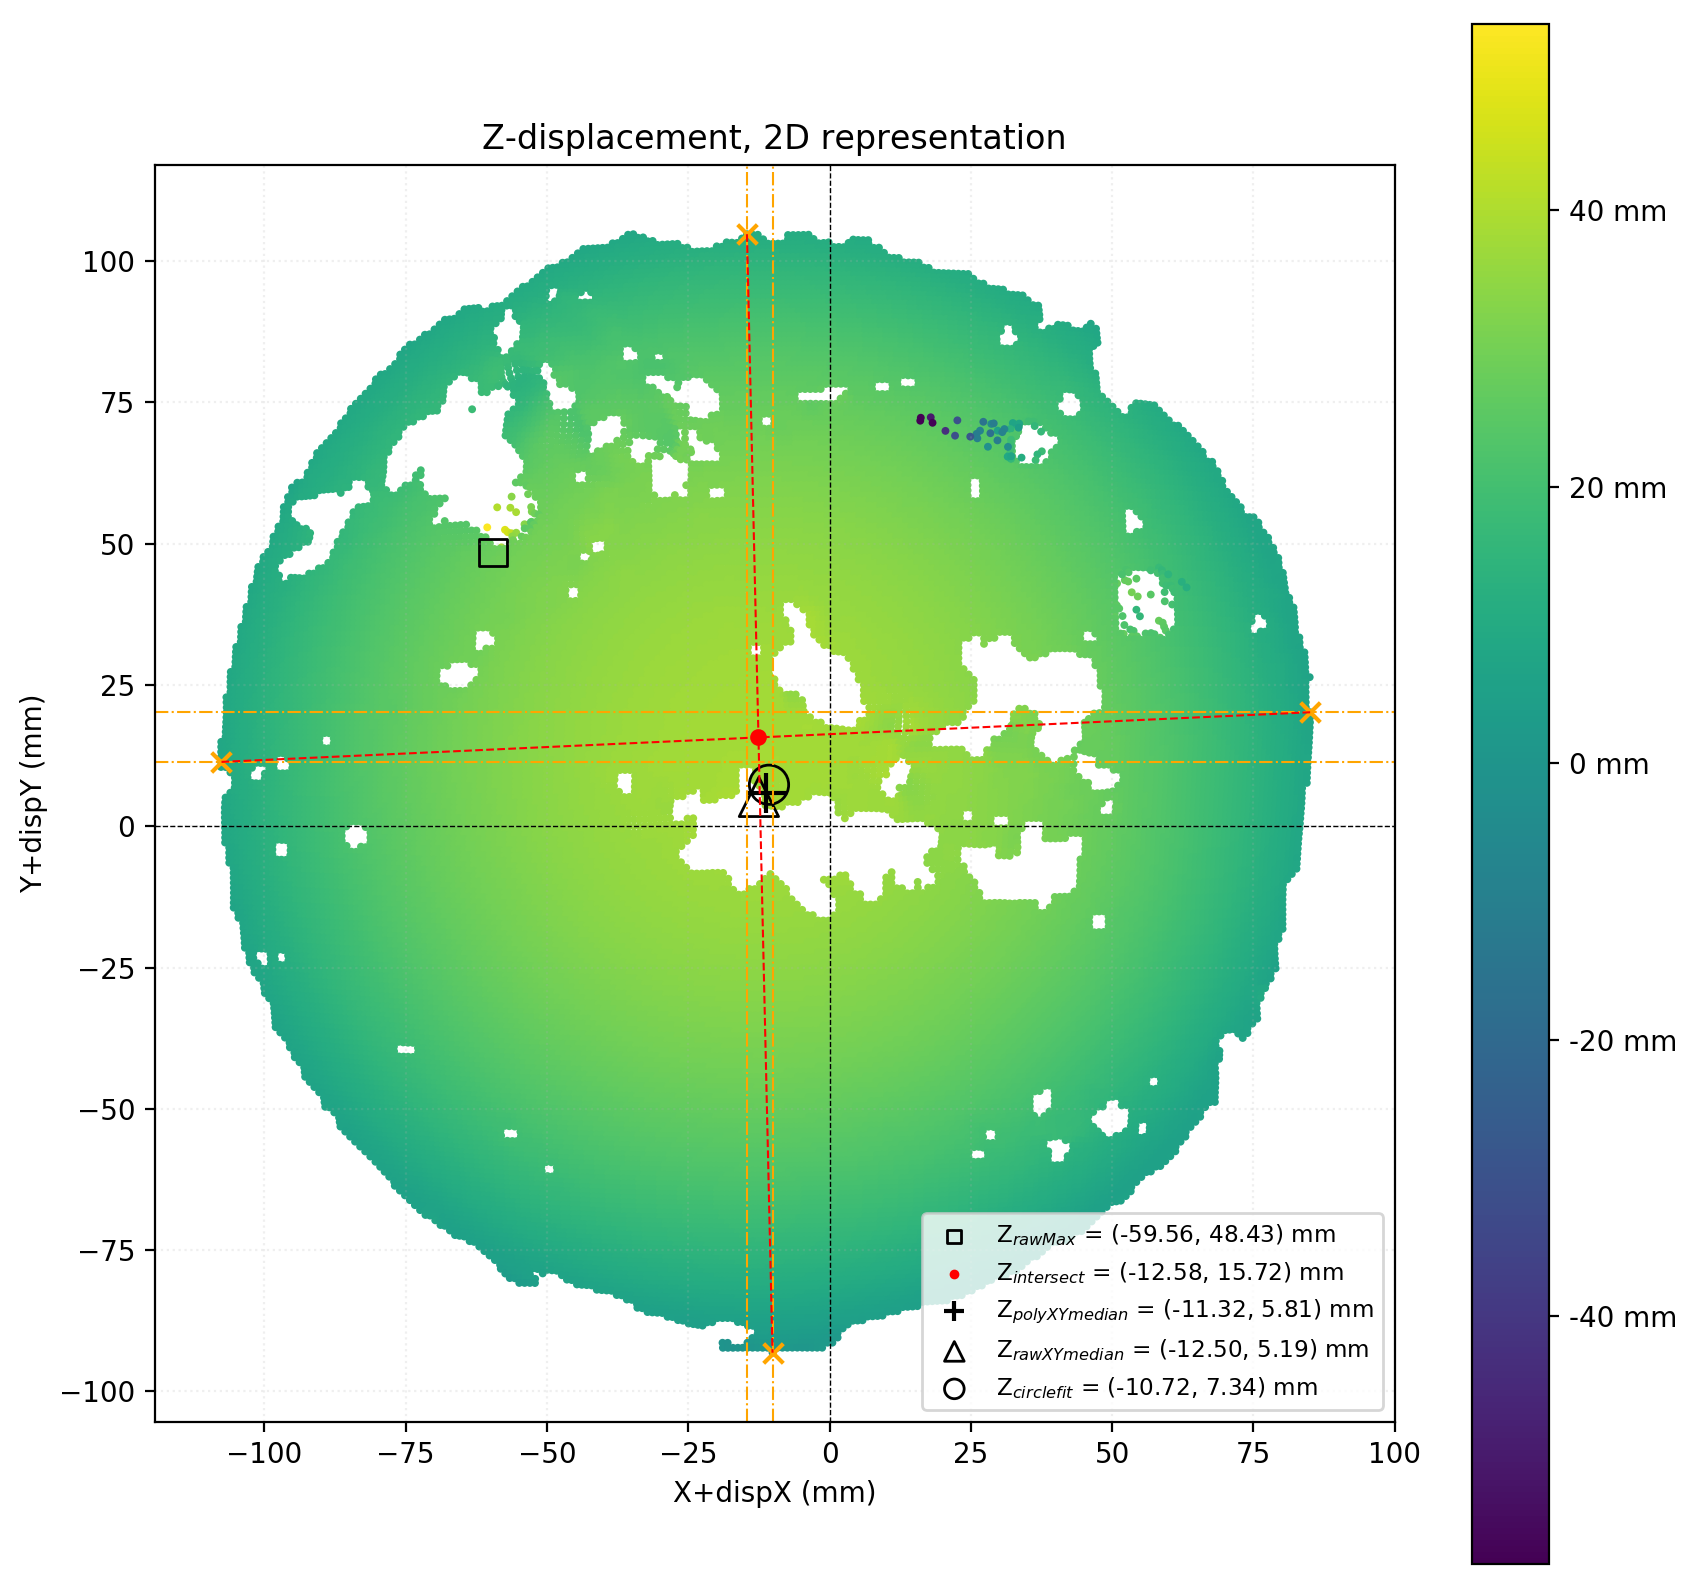 Z-displacement, 2D representation
40 mm
20 mm
0 mm
-20 mm
-40 mm
100
75
50
25
0
−25
−50
−75
−100
Y+dispY (mm)
Z_rawMax = (-59.56, 48.43) mm
Z_intersect = (-12.58, 15.72) mm
Z_polyXYmedian = (-11.32, 5.81) mm
Z_rawXYmedian = (-12.50, 5.19) mm
Z_circlefit = (-10.72, 7.34) mm
−100 −75 −50 −25 0 25 50 75 100
X+dispX (mm)